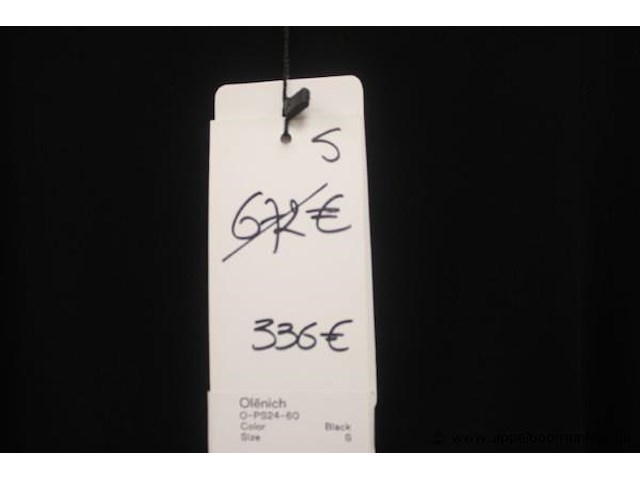 S
672€
336€
Olënich
O-PS24-60
Color Black
Size S